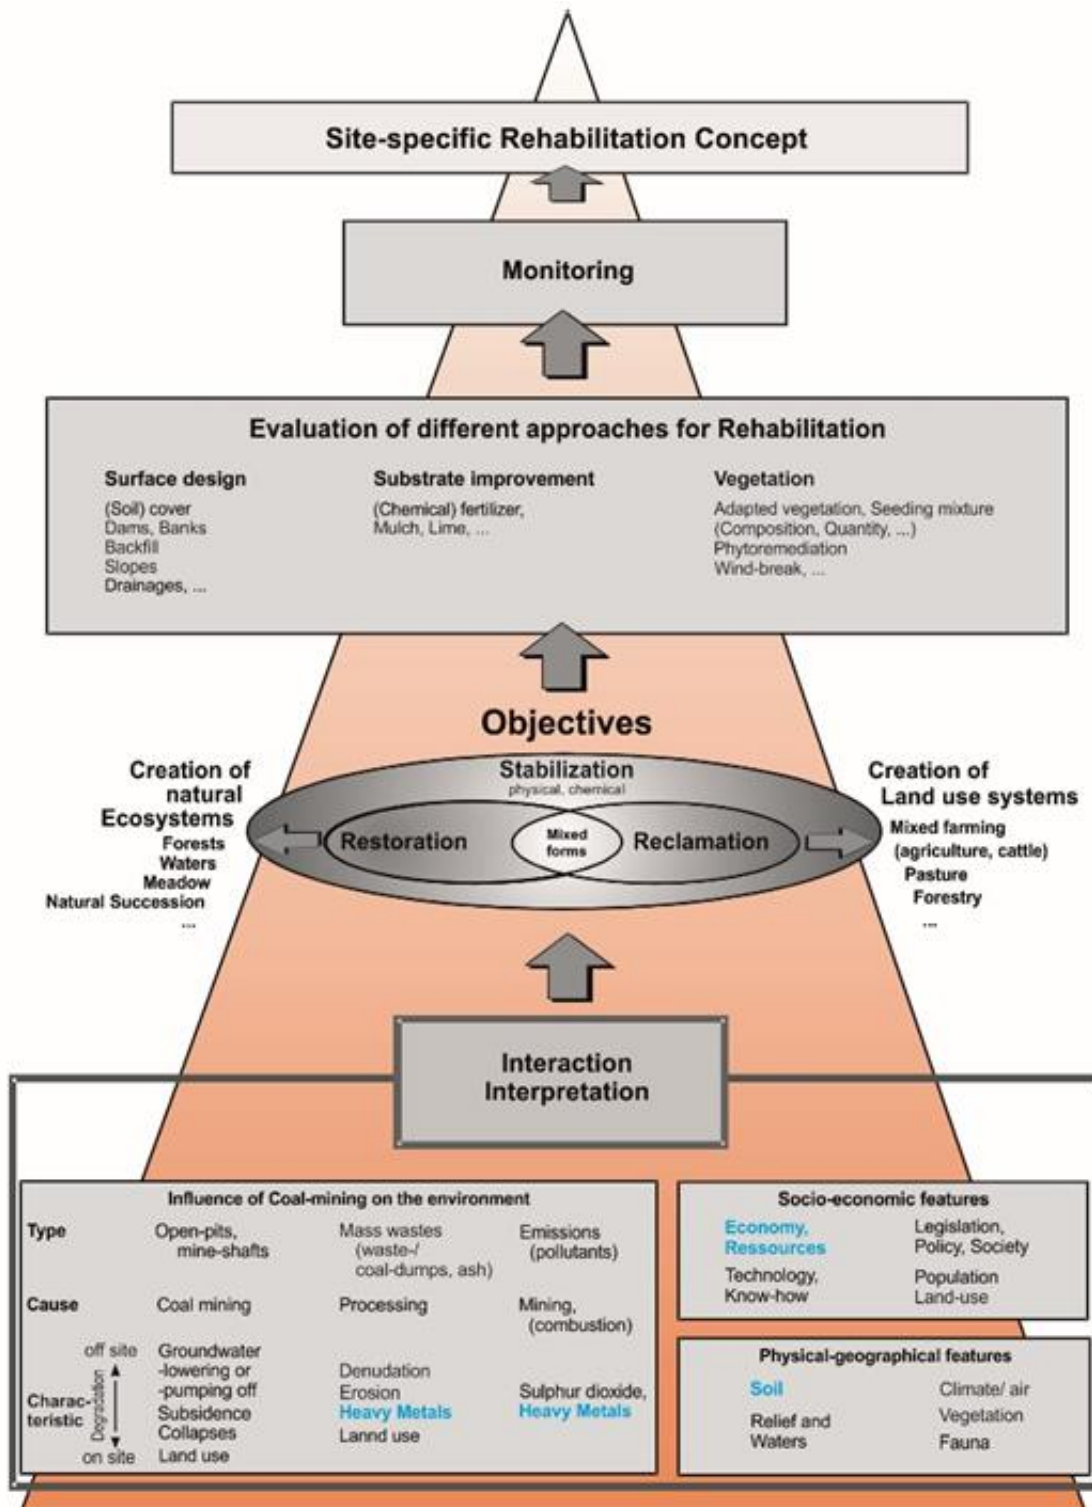 Site-specific Rehabilitation Concept
Monitoring
Evaluation of different approaches for Rehabilitation
Surface design
(Soil) cover
Dams, Banks
Backfill
Slopes
Drainages, ...
Substrate improvement
(Chemical) fertilizer,
Mulch, Lime, ...
Vegetation
Adapted vegetation, Seeding mixture
(Composition, Quantity, ...)
Phytoremediation
Wind-break, ...
Objectives
Creation of
natural
Ecosystems
Forests
Waters
Meadow
Natural Succession
...
Stabilization
physical, chemical
Restoration
Mixed
forms
Reclamation
Creation of
Land use systems
Mixed farming
(agriculture, cattle)
Pasture
Forestry
...
Interaction
Interpretation
Influence of Coal-mining on the environment
Type
Open-pits,
mine-shafts
Mass wastes
(waste-/
coal-dumps, ash)
Emissions
(pollutants)
Cause
Coal mining
Processing
Mining,
(combustion)
Charac-
teristic
off site
Degradiation
on site
Groundwater
-lowering or
-pumping off
Subsidence
Collapses
Land use
Denudation
Erosion
Heavy Metals
Lannd use
Sulphur dioxide,
Heavy Metals
Socio-economic features
Economy,
Ressources
Legislation,
Policy, Society
Technology,
Know-how
Population
Land-use
Physical-geographical features
Soil
Climate/ air
Relief and
Waters
Vegetation
Fauna